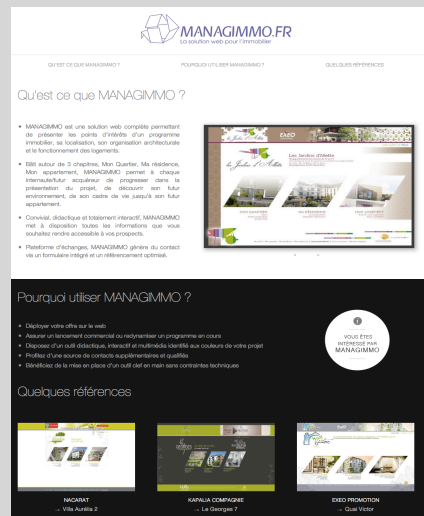 MANAGIMMO.FR
La solution web pour l'immobilier
QU'EST CE QUE MANAGIMMO ?
POURQUOI UTILISER MANAGIMMO ?
QUELQUES RÉFÉRENCES
Qu'est ce que MANAGIMMO ?
MANAGIMMO est une solution web complète permettant
de présenter les points d'intérêts d'un programme
immobilier, sa localisation, son organisation architecturale
et le fonctionnement des logements.
Bâti autour de 3 chapitres, Mon Quartier, Ma résidence,
Mon appartement, MANAGIMMO permet à chaque
internaute/futur acquéreur de progresser dans la
présentation du projet, de découvrir son futur
environnement, de son cadre de vie jusqu'à son futur
appartement.
Convivial, didactique et totalement interactif, MANAGIMMO
met à disposition toutes les informations que vous
souhaitez rendre accessible à vos prospects.
Plateforme d'échanges, MANAGIMMO génère du contact
via un formulaire intégré et un référencement optimisé.
EXEO
Les Jardins d'Aliette
MON QUARTIER
MA RÉSIDENCE
MON APPARTEMENT
Pourquoi utiliser MANAGIMMO ?
Déployer votre offre sur le web
Assurer un lancement commercial ou redynamiser un programme en cours
Disposez d'un outil didactique, interactif et multimédia identifié aux couleurs de votre projet
Profitez d'une source de contacts supplémentaires et qualifiés
Bénéficiez de la mise en place d'un outil clef en main sans contraintes techniques
VOUS ÊTES
INTÉRESSÉ PAR
MANAGIMMO
Quelques références
NACARAT
→ Villa Aurélia 2
KAPALIA COMPAGNIE
→ Le Georges 7
EXEO PROMOTION
→ Quai Victor